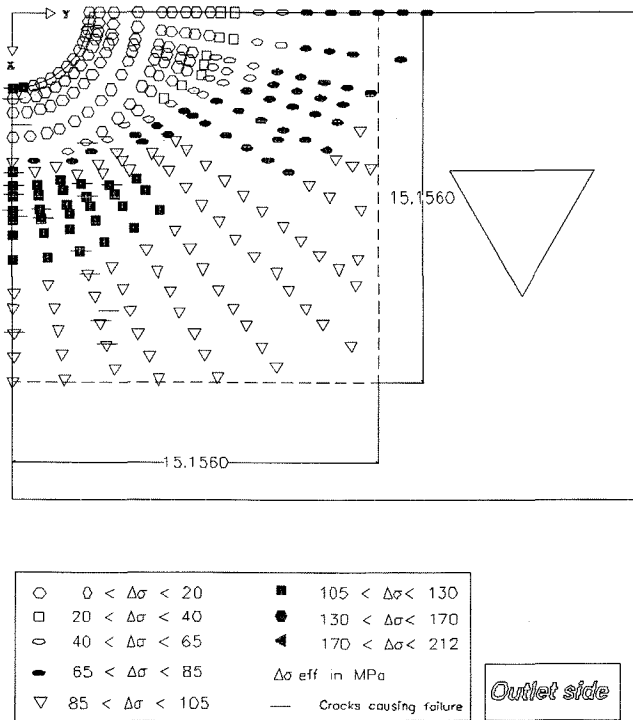 Y
X
15.1560
15.1560
0 < Δσ < 20
20 < Δσ < 40
40 < Δσ < 65
65 < Δσ < 85
85 < Δσ < 105
105 < Δσ < 130
130 < Δσ < 170
170 < Δσ < 212
Δσ eff in MPa
Cracks causing failure
Outlet side